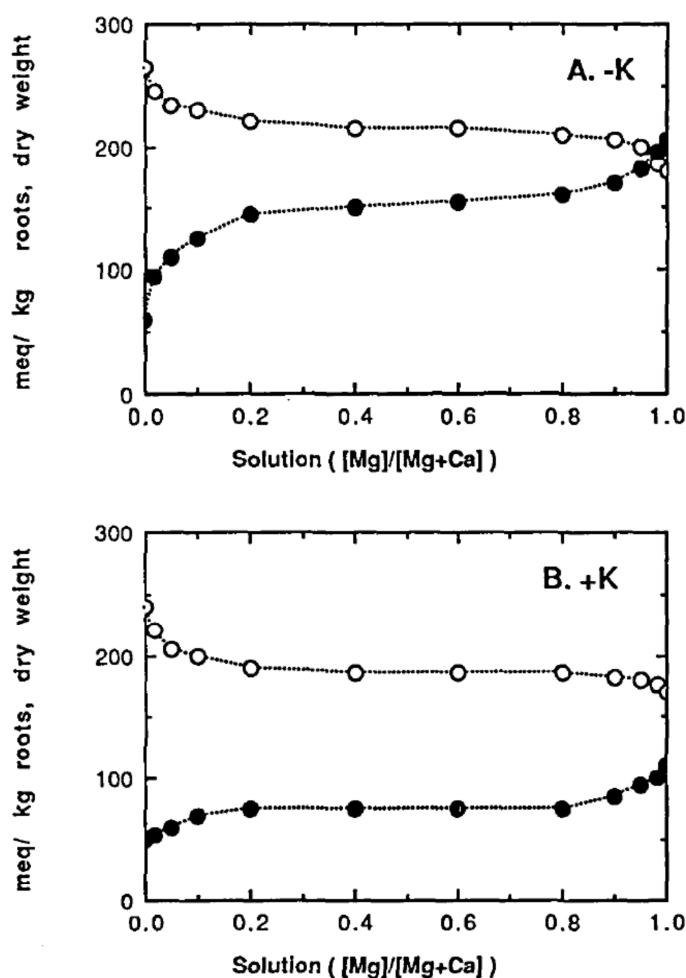 300
A. -K
200
100
0
0.0 0.2 0.4 0.6 0.8 1.0
meq/ kg roots, dry weight
Solution ( [Mg]/[Mg+Ca] )
300
B. +K
200
100
0
0.0 0.2 0.4 0.6 0.8 1.0
meq/ kg roots, dry weight
Solution ( [Mg]/[Mg+Ca] )